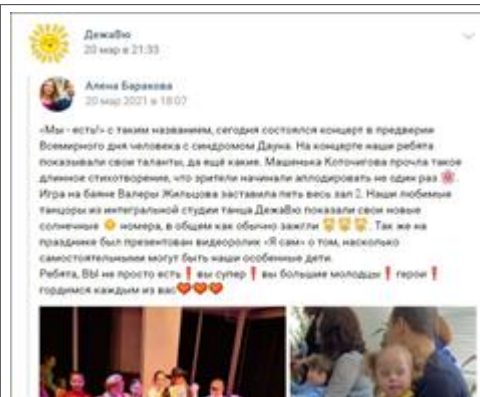 ДежаВю
20 мар в 21:33
Алена Баракова
20 мар 2021 в 18:07
«Мы - есть!» с таким названием, сегодня состоялся концерт в преддверии
Всемирного дня человека с синдромом Дауна. На концерте наши ребята
показывали свои таланты, да ещё какие. Машенька Коточигова прочла такое
длинное стихотворение, что зрители начинали аплодировать не один раз 🌸.
Игра на баяне Валеры Жильцова заставила петь весь зал. Наши любимые
танцоры из интегральной студии танца ДежаВю показали свои новые
солнечные 🌞 номера, в общем как обычно зажгли. Так же на
празднике был презентован видеоролик «Я сам» о том, насколько
самостоятельными могут быть наши особенные дети.
Ребята, ВЫ не просто есть❗ вы супер❗ вы большие молодцы❗ герои❗
гордимся каждым из вас❤❤❤